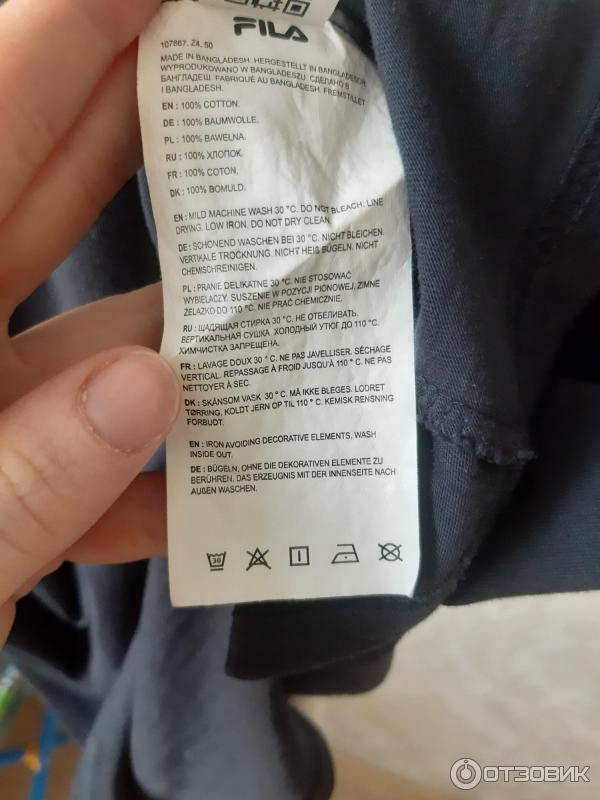 FILA
107867, Z4, 50
MADE IN BANGLADESH. HERGESTELLT IN BANGLADESCH.
WYPRODUKOWANO W BANGLADESZU. СДЕЛАНО В
БАНГЛАДЕШ. FABRIQUÉ AU BANGLADESH. FREMSTILLET
I BANGLADESH.
EN : 100% COTTON.
DE : 100% BAUMWOLLE.
PL : 100% BAWEŁNA.
RU : 100% ХЛОПОК.
FR : 100% COTON.
DK : 100% BOMULD.
EN : MILD MACHINE WASH 30 °C. DO NOT BLEACH. LINE
DRYING. LOW IRON. DO NOT DRY CLEAN.
DE : SCHONEND WASCHEN BEI 30 °C. NICHT BLEICHEN.
VERTIKALE TROCKNUNG. NICHT HEIß BÜGELN. NICHT
CHEMISCHREINIGEN.
PL : PRANIE DELIKATNE 30 °C. NIE STOSOWAĆ
WYBIELACZY. SUSZENIE W POZYCJI PIONOWEJ. ZIMNE
ŻELAZKO DO 110 °C. NIE PRAĆ CHEMICZNIE.
RU : ЩАДЯЩАЯ СТИРКА 30 °C. НЕ ОТБЕЛИВАТЬ.
ВЕРТИКАЛЬНАЯ СУШКА. ХОЛОДНЫЙ УТЮГ ДО 110 °C.
ХИМЧИСТКА ЗАПРЕЩЕНА.
FR : LAVAGE DOUX 30 ° C. NE PAS JAVELLISER. SÉCHAGE
VERTICAL. REPASSAGE À FROID JUSQU'À 110 ° C. NE PAS
NETTOYER À SEC.
DK : SKÅNSOM VASK 30 ° C. MÅ IKKE BLEGES. LODRET
TØRRING. KOLDT JERN OP TIL 110 ° C. KEMISK RENSNING
FORBUDT.
EN : IRON AVOIDING DECORATIVE ELEMENTS, WASH
INSIDE OUT.
DE : BÜGELN, OHNE DIE DEKORATIVEN ELEMENTE ZU
BERÜHREN. DAS ERZEUGNIS MIT DER INNENSEITE NACH
AUßEN WASCHEN.
30
ОТЗОВИК